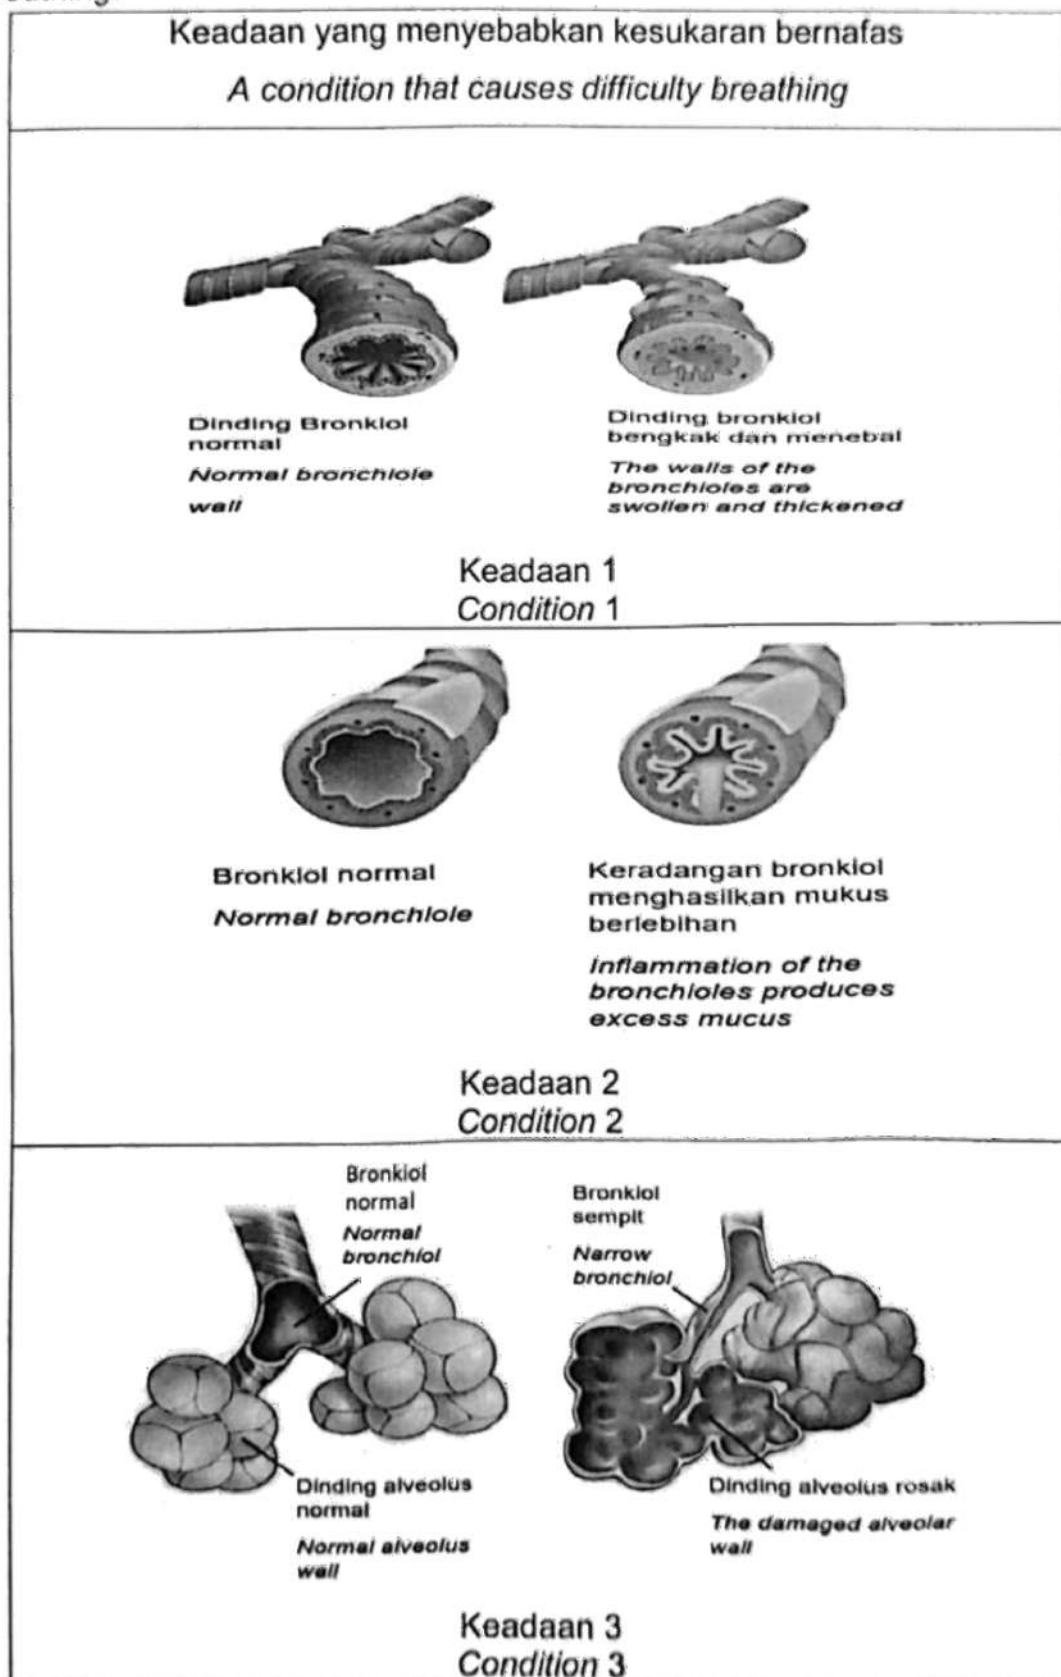 Keadaan yang menyebabkan kesukaran bernafas
A condition that causes difficulty breathing
Dinding Bronkiol
normal
Normal bronchiole
wall
Dinding bronkiol
bengkak dan menebal
The walls of the
bronchioles are
swollen and thickened
Keadaan 1
Condition 1
Bronkiol normal
Normal bronchiole
Keradangan bronkiol
menghasilkan mukus
berlebihan
Inflammation of the
bronchioles produces
excess mucus
Keadaan 2
Condition 2
Bronkiol
normal
Normal
bronchiol
Bronkiol
sempit
Narrow
bronchiol
Dinding alveolus
normal
Normal alveolus
wall
Dinding alveolus rosak
The damaged alveolar
wall
Keadaan 3
Condition 3